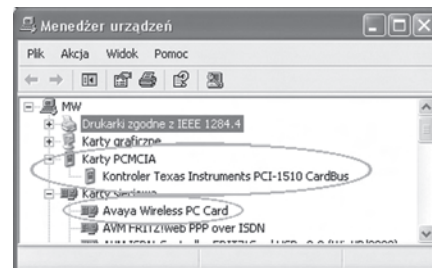 Menedżer urządzeń
Plik Akcja Widok Pomoc
MW
Drukarki zgodne z IEEE 1284.4
Karty graficzne
Karty PCMCIA
Kontroler Texas Instruments PCI-1510 CardBus
Karty sieciowe
Avaya Wireless PC Card
AVM FRITZ!web PPP over ISDN